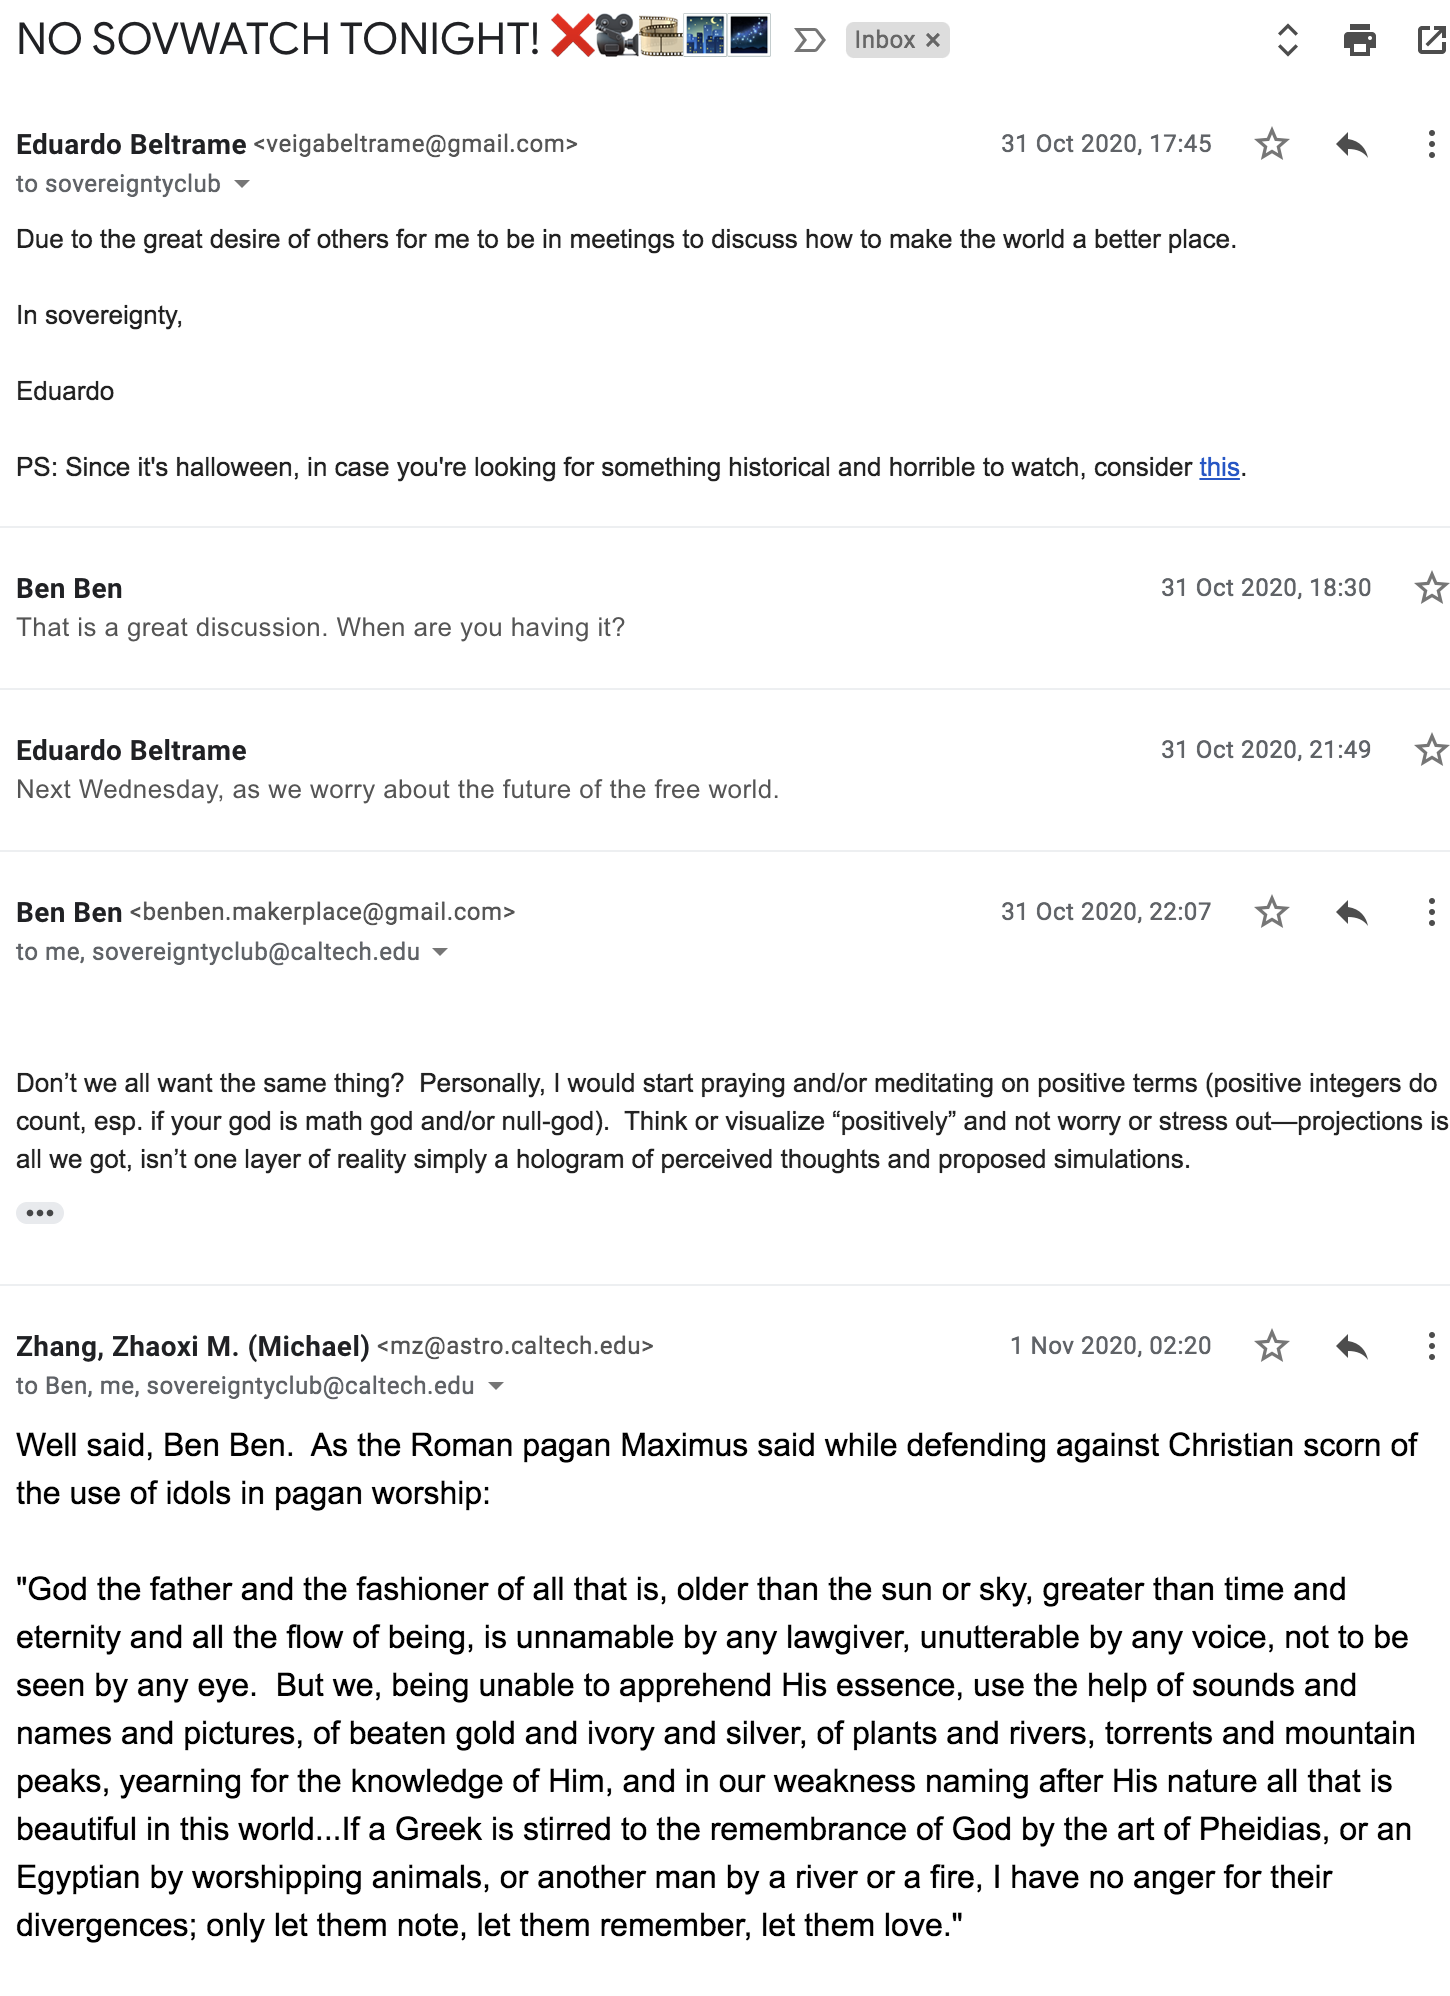 NO SOVWATCH TONIGHT! ❌🎥🎞🌃🌌 Inbox ×
Eduardo Beltrame <veigabeltrame@gmail.com> 31 Oct 2020, 17:45
to sovereigntyclub
Due to the great desire of others for me to be in meetings to discuss how to make the world a better place.
In sovereignty,
Eduardo
PS: Since it's halloween, in case you're looking for something historical and horrible to watch, consider this.
Ben Ben 31 Oct 2020, 18:30
That is a great discussion. When are you having it?
Eduardo Beltrame 31 Oct 2020, 21:49
Next Wednesday, as we worry about the future of the free world.
Ben Ben <benben.makerplace@gmail.com> 31 Oct 2020, 22:07
to me, sovereigntyclub@caltech.edu
Don’t we all want the same thing?  Personally, I would start praying and/or meditating on positive terms (positive integers do
count, esp. if your god is math god and/or null-god).  Think or visualize “positively” and not worry or stress out—projections is
all we got, isn’t one layer of reality simply a hologram of perceived thoughts and proposed simulations.
•••
Zhang, Zhaoxi M. (Michael) <mz@astro.caltech.edu> 1 Nov 2020, 02:20
to Ben, me, sovereigntyclub@caltech.edu
Well said, Ben Ben.  As the Roman pagan Maximus said while defending against Christian scorn of
the use of idols in pagan worship:
"God the father and the fashioner of all that is, older than the sun or sky, greater than time and
eternity and all the flow of being, is unnamable by any lawgiver, unutterable by any voice, not to be
seen by any eye.  But we, being unable to apprehend His essence, use the help of sounds and
names and pictures, of beaten gold and ivory and silver, of plants and rivers, torrents and mountain
peaks, yearning for the knowledge of Him, and in our weakness naming after His nature all that is
beautiful in this world...If a Greek is stirred to the remembrance of God by the art of Pheidias, or an
Egyptian by worshipping animals, or another man by a river or a fire, I have no anger for their
divergences; only let them note, let them remember, let them love."